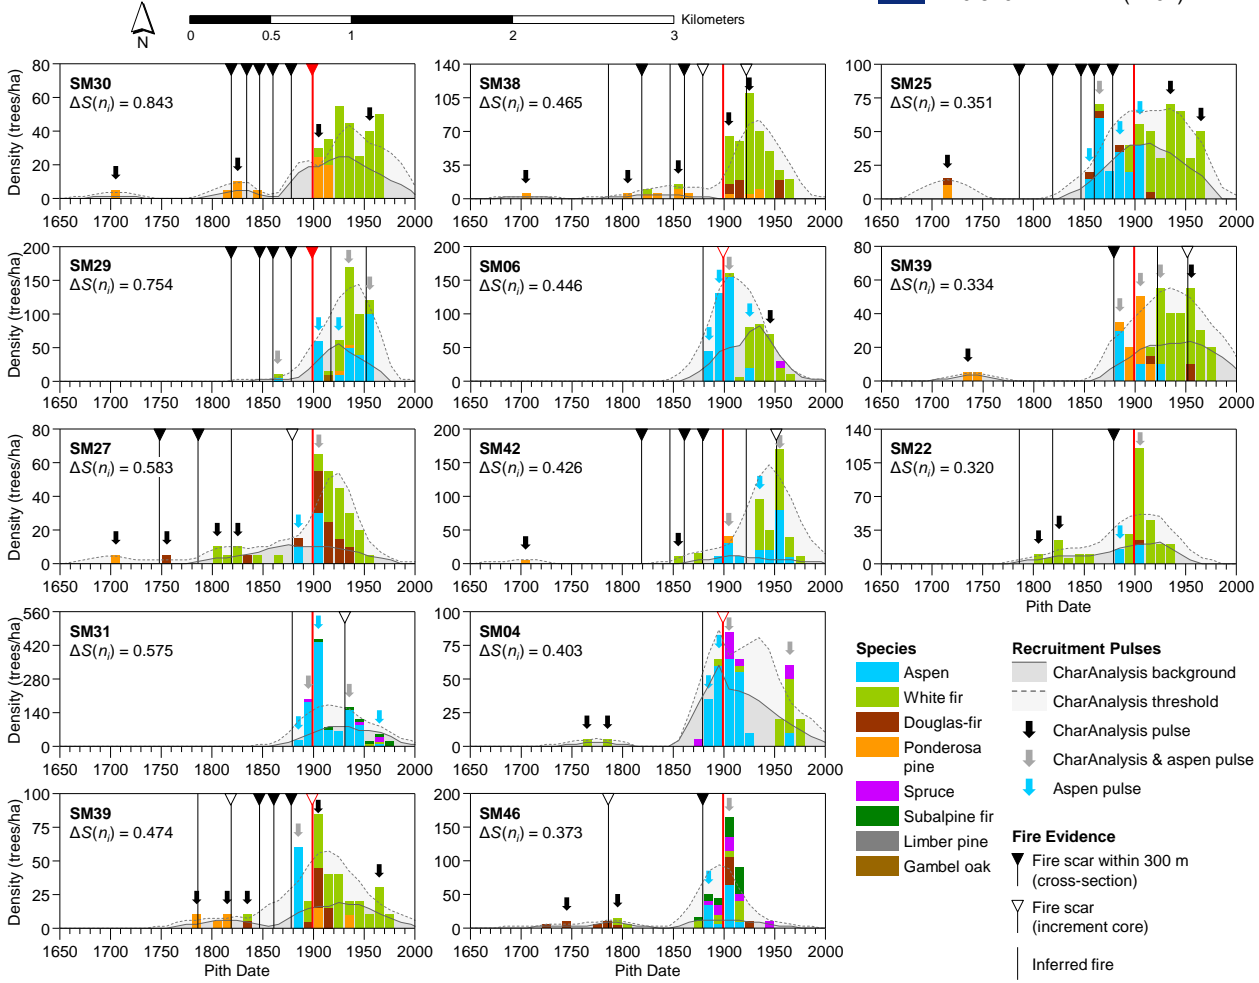 N
0 0.5 1 2 3 Kilometers
SM30
ΔS(nᵢ) = 0.843
Density (trees/ha)
80
60
40
20
0
1650 1700 1750 1800 1850 1900 1950 2000
SM38
ΔS(nᵢ) = 0.465
140
105
70
35
0
1650 1700 1750 1800 1850 1900 1950 2000
SM25
ΔS(nᵢ) = 0.351
100
75
50
25
0
1650 1700 1750 1800 1850 1900 1950 2000
SM29
ΔS(nᵢ) = 0.754
Density (trees/ha)
200
150
100
50
0
1650 1700 1750 1800 1850 1900 1950 2000
SM06
ΔS(nᵢ) = 0.446
200
150
100
50
0
1650 1700 1750 1800 1850 1900 1950 2000
SM39
ΔS(nᵢ) = 0.334
80
60
40
20
0
1650 1700 1750 1800 1850 1900 1950 2000
SM27
ΔS(nᵢ) = 0.583
Density (trees/ha)
80
60
40
20
0
1650 1700 1750 1800 1850 1900 1950 2000
SM42
ΔS(nᵢ) = 0.426
200
150
100
50
0
1650 1700 1750 1800 1850 1900 1950 2000
SM22
ΔS(nᵢ) = 0.320
140
105
70
35
0
1650 1700 1750 1800 1850 1900 1950 2000
Pith Date
SM31
ΔS(nᵢ) = 0.575
Density (trees/ha)
560
420
280
140
0
1650 1700 1750 1800 1850 1900 1950 2000
SM04
ΔS(nᵢ) = 0.403
100
75
50
25
0
1650 1700 1750 1800 1850 1900 1950 2000
SM39
ΔS(nᵢ) = 0.474
Density (trees/ha)
100
75
50
25
0
1650 1700 1750 1800 1850 1900 1950 2000
Pith Date
SM46
ΔS(nᵢ) = 0.373
200
150
100
50
0
1650 1700 1750 1800 1850 1900 1950 2000
Pith Date
Species
Aspen
White fir
Douglas-fir
Ponderosa
pine
Spruce
Subalpine fir
Limber pine
Gambel oak
Recruitment Pulses
CharAnalysis background
CharAnalysis threshold
CharAnalysis pulse
CharAnalysis & aspen pulse
Aspen pulse
Fire Evidence
Fire scar within 300 m
(cross-section)
Fire scar
(increment core)
Inferred fire